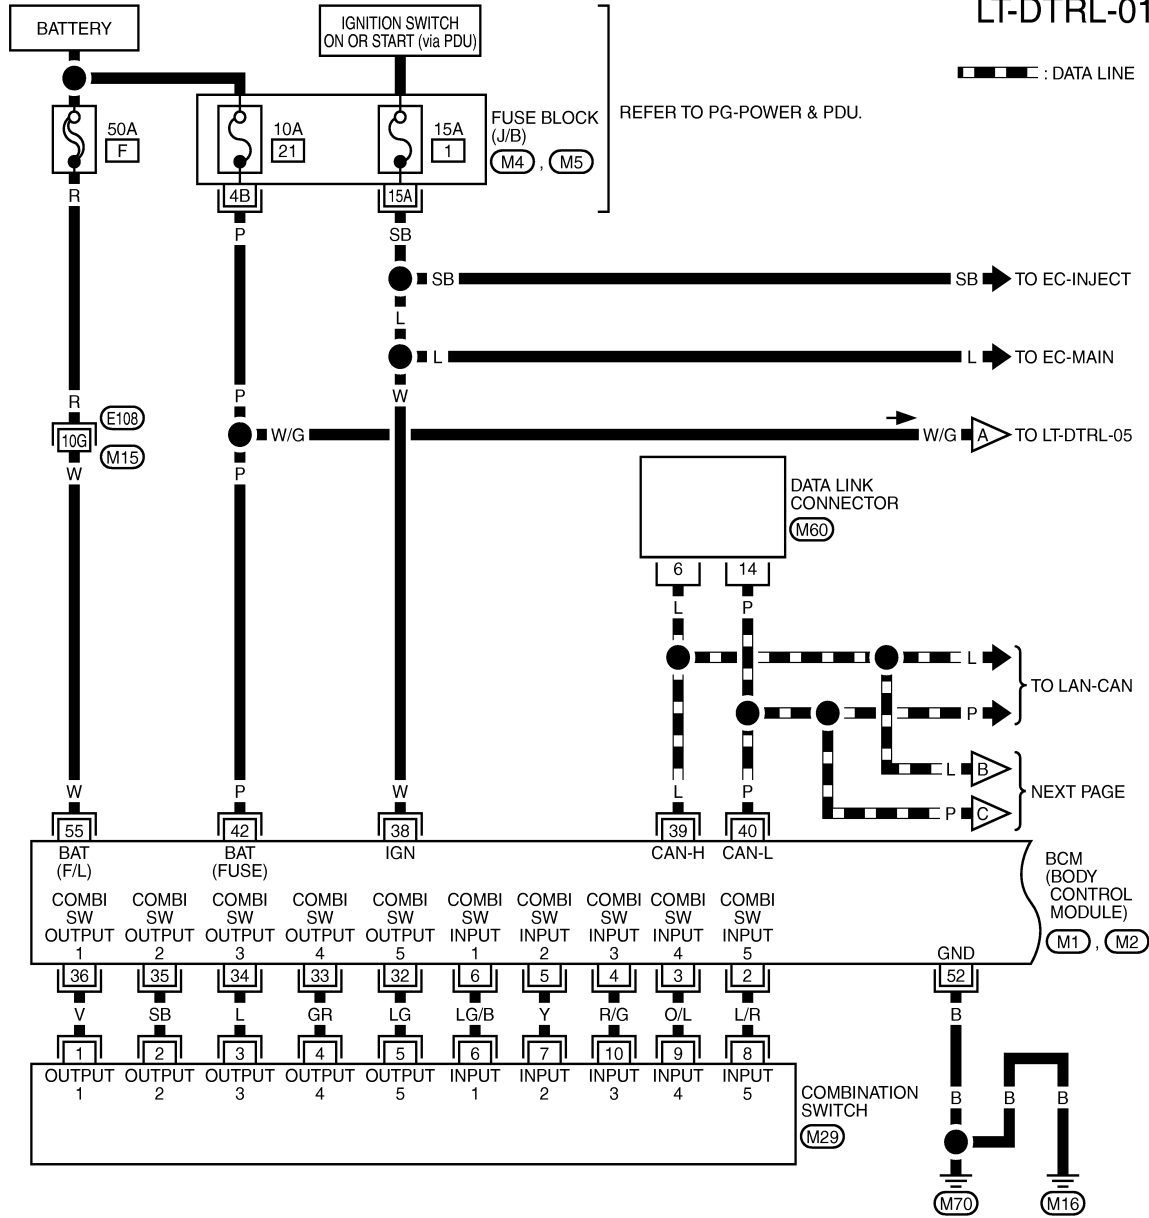 LT-DTRL-01
BATTERY
IGNITION SWITCH
ON OR START (via PDU)
: DATA LINE
50A
F
10A
21
15A
1
FUSE BLOCK
(J/B)
M4 , M5
REFER TO PG-POWER & PDU.
R
4B
15A
P
SB
SB
SB
TO EC-INJECT
L
L
L
TO EC-MAIN
R
P
W
E108
10G
M15
W/G
W/G
A
TO LT-DTRL-05
W
P
DATA LINK
CONNECTOR
M60
6
14
L
P
L
P
TO LAN-CAN
L
B
P
C
NEXT PAGE
W
P
W
L
P
55
42
38
39
40
BAT
(F/L)
BAT
(FUSE)
IGN
CAN-H
CAN-L
BCM
(BODY
CONTROL
MODULE)
M1 , M2
COMBI
SW
OUTPUT
1
COMBI
SW
OUTPUT
2
COMBI
SW
OUTPUT
3
COMBI
SW
OUTPUT
4
COMBI
SW
OUTPUT
5
COMBI
SW
INPUT
1
COMBI
SW
INPUT
2
COMBI
SW
INPUT
3
COMBI
SW
INPUT
4
COMBI
SW
INPUT
5
GND
36
35
34
33
32
6
5
4
3
2
52
V
SB
L
GR
LG
LG/B
Y
R/G
O/L
L/R
B
1
2
3
4
5
6
7
10
9
8
OUTPUT
1
OUTPUT
2
OUTPUT
3
OUTPUT
4
OUTPUT
5
INPUT
1
INPUT
2
INPUT
3
INPUT
4
INPUT
5
COMBINATION
SWITCH
M29
B
B
B
M70
M16